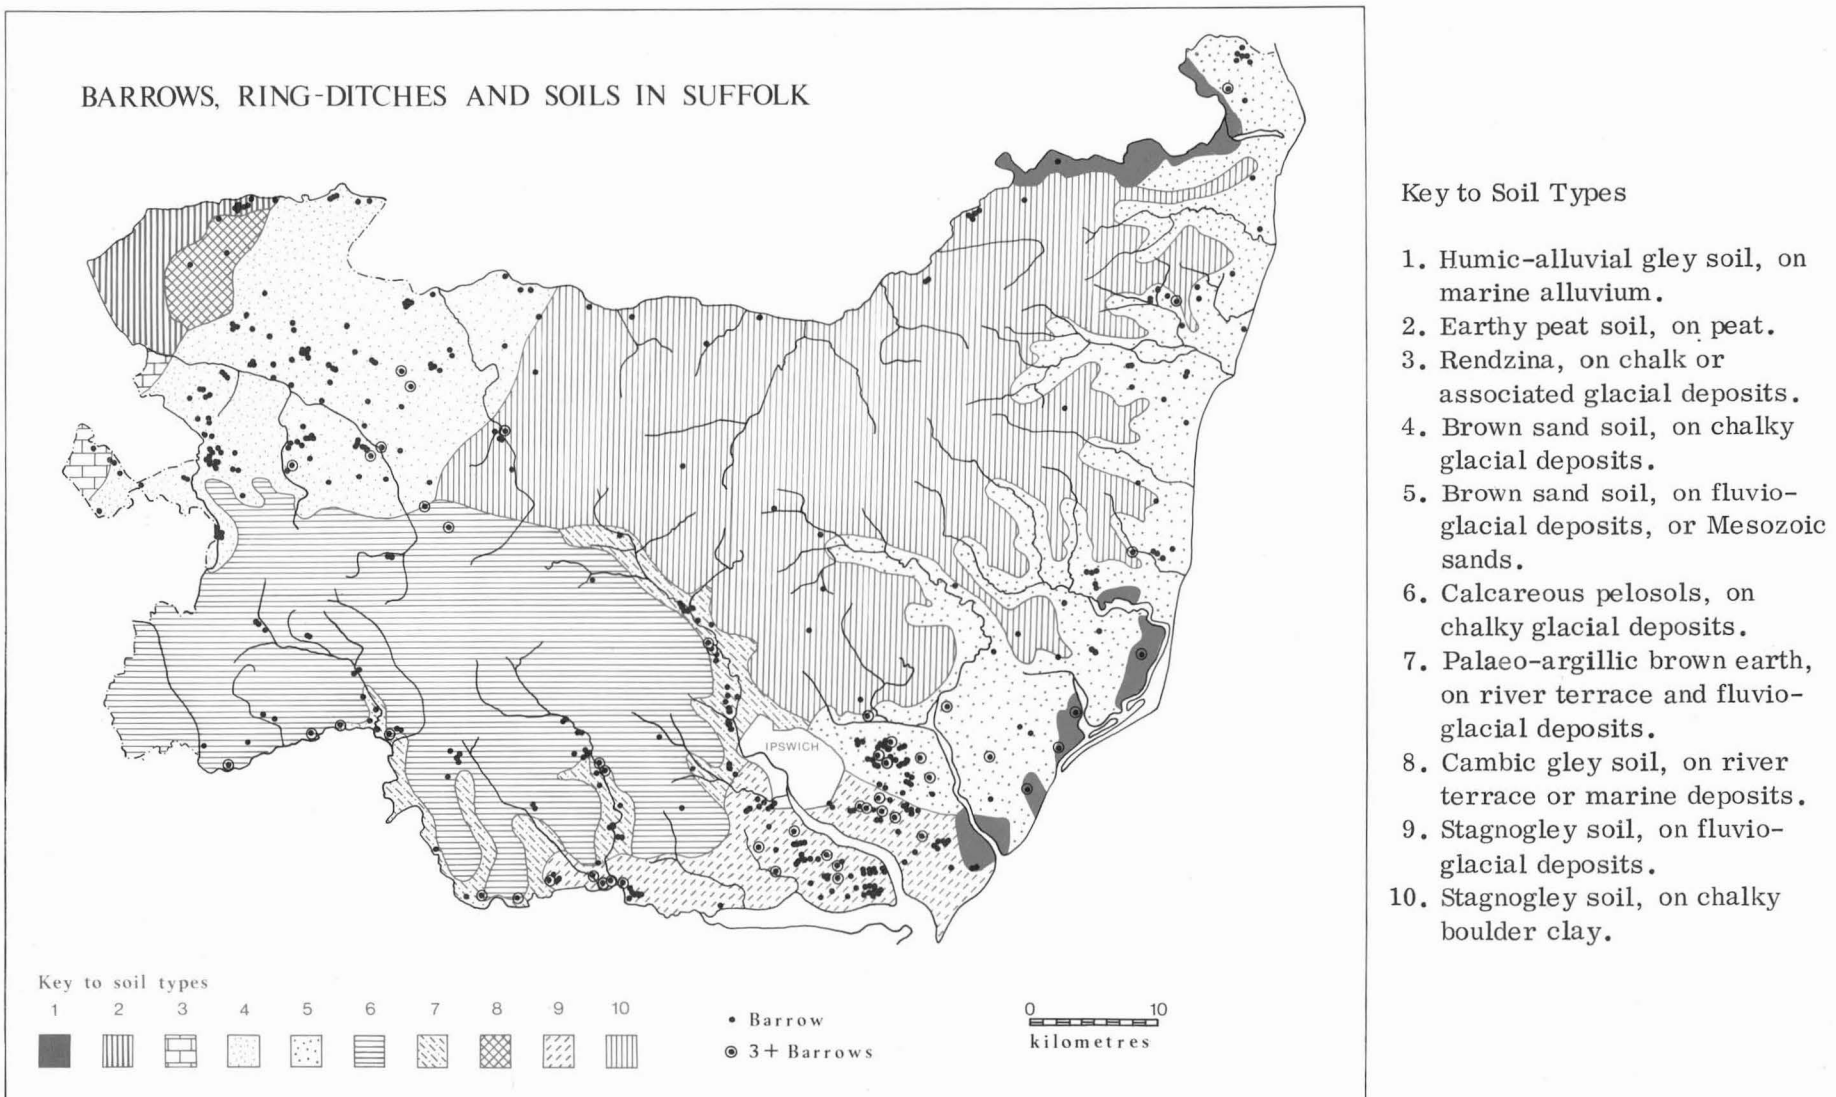 BARROWS, RING-DITCHES AND SOILS IN SUFFOLK
IPSWICH
Key to soil types
1 2 3 4 5 6 7 8 9 10
• Barrow
3+ Barrows
0 10
kilometres
Key to Soil Types
1. Humic-alluvial gley soil, on
marine alluvium.
2. Earthy peat soil, on peat.
3. Rendzina, on chalk or
associated glacial deposits.
4. Brown sand soil, on chalky
glacial deposits.
5. Brown sand soil, on fluvio-
glacial deposits, or Mesozoic
sands.
6. Calcareous pelosols, on
chalky glacial deposits.
7. Palaeo-argillic brown earth,
on river terrace and fluvio-
glacial deposits.
8. Cambic gley soil, on river
terrace or marine deposits.
9. Stagnogley soil, on fluvio-
glacial deposits.
10. Stagnogley soil, on chalky
boulder clay.